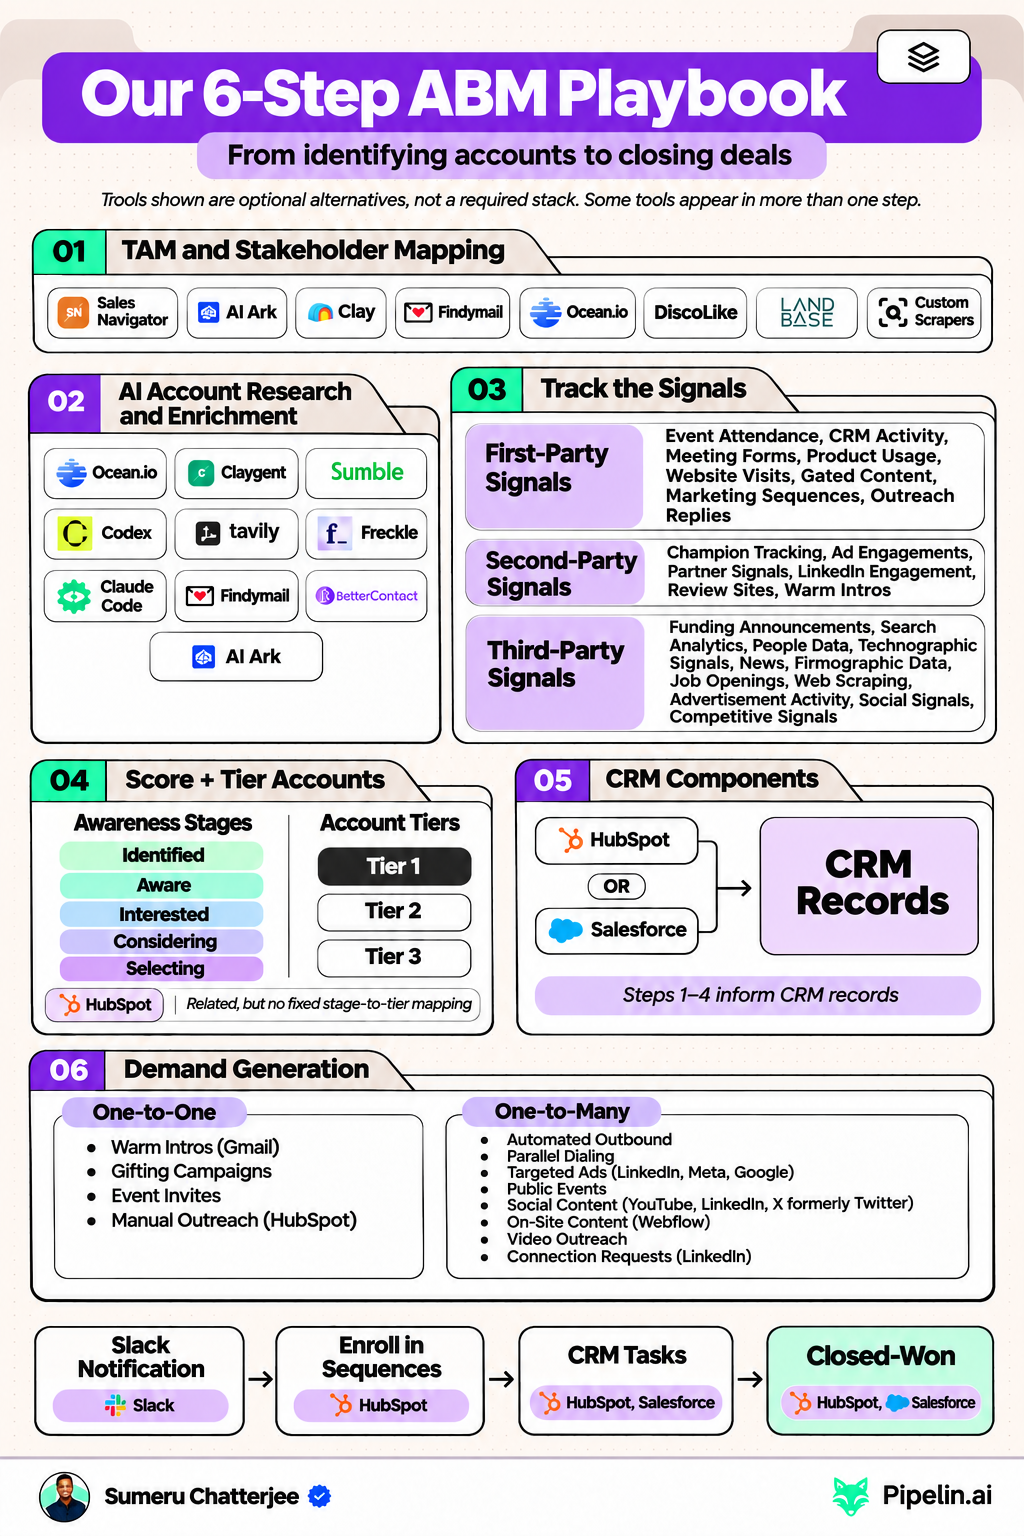 Our 6-Step ABM Playbook
From identifying accounts to closing deals
Trools shown are optional alternatives, not a required stack. Some tools appear in more than one step.
01 TAM and Stakeholder Mapping
SN Sales Navigator
AI Ark
Clay
Findymail
Ocean.io
DiscoLike
LAND BASE
Custom Scrapers
02 AI Account Research
and Enrichment
Ocean.io
C Claygent
Sumble
C Codex
tavily
f_ Freckle
Claude Code
Findymail
BetterContact
AI Ark
03 Track the Signals
First-Party
Signals
Event Attendance, CRM Activity,
Meeting Forms, Product Usage,
Website Visits, Gated Content,
Marketing Sequences, Outreach
Replies
Second-Party
Signals
Champion Tracking, Ad Engagements,
Partner Signals, LinkedIn Engagement,
Review Sites, Warm Intros
Third-Party
Signals
Funding Announcements, Search
Analytics, People Data, Technographic
Signals, News, Firmographic Data,
Job Openings, Web Scraping,
Advertisement Activity, Social Signals,
Competitive Signals
04 Score + Tier Accounts
Awareness Stages
Identified
Aware
Interested
Considering
Selecting
Account Tiers
Tier 1
Tier 2
Tier 3
HubSpot
Related, but no fixed stage-to-tier mapping
05 CRM Components
HubSpot
OR
Salesforce
CRM
Records
Steps 1–4 inform CRM records
06 Demand Generation
One-to-One
• Warm Intros (Gmail)
• Gifting Campaigns
• Event Invites
• Manual Outreach (HubSpot)
One-to-Many
• Automated Outbound
• Parallel Dialing
• Targeted Ads (LinkedIn, Meta, Google)
• Public Events
• Social Content (YouTube, LinkedIn, X formerly Twitter)
• On-Site Content (Webflow)
• Video Outreach
• Connection Requests (LinkedIn)
Slack
Notification
Slack
Enroll in
Sequences
HubSpot
CRM Tasks
HubSpot, Salesforce
Closed-Won
HubSpot, Salesforce
Sumeru Chatterjee
Pipelin.ai